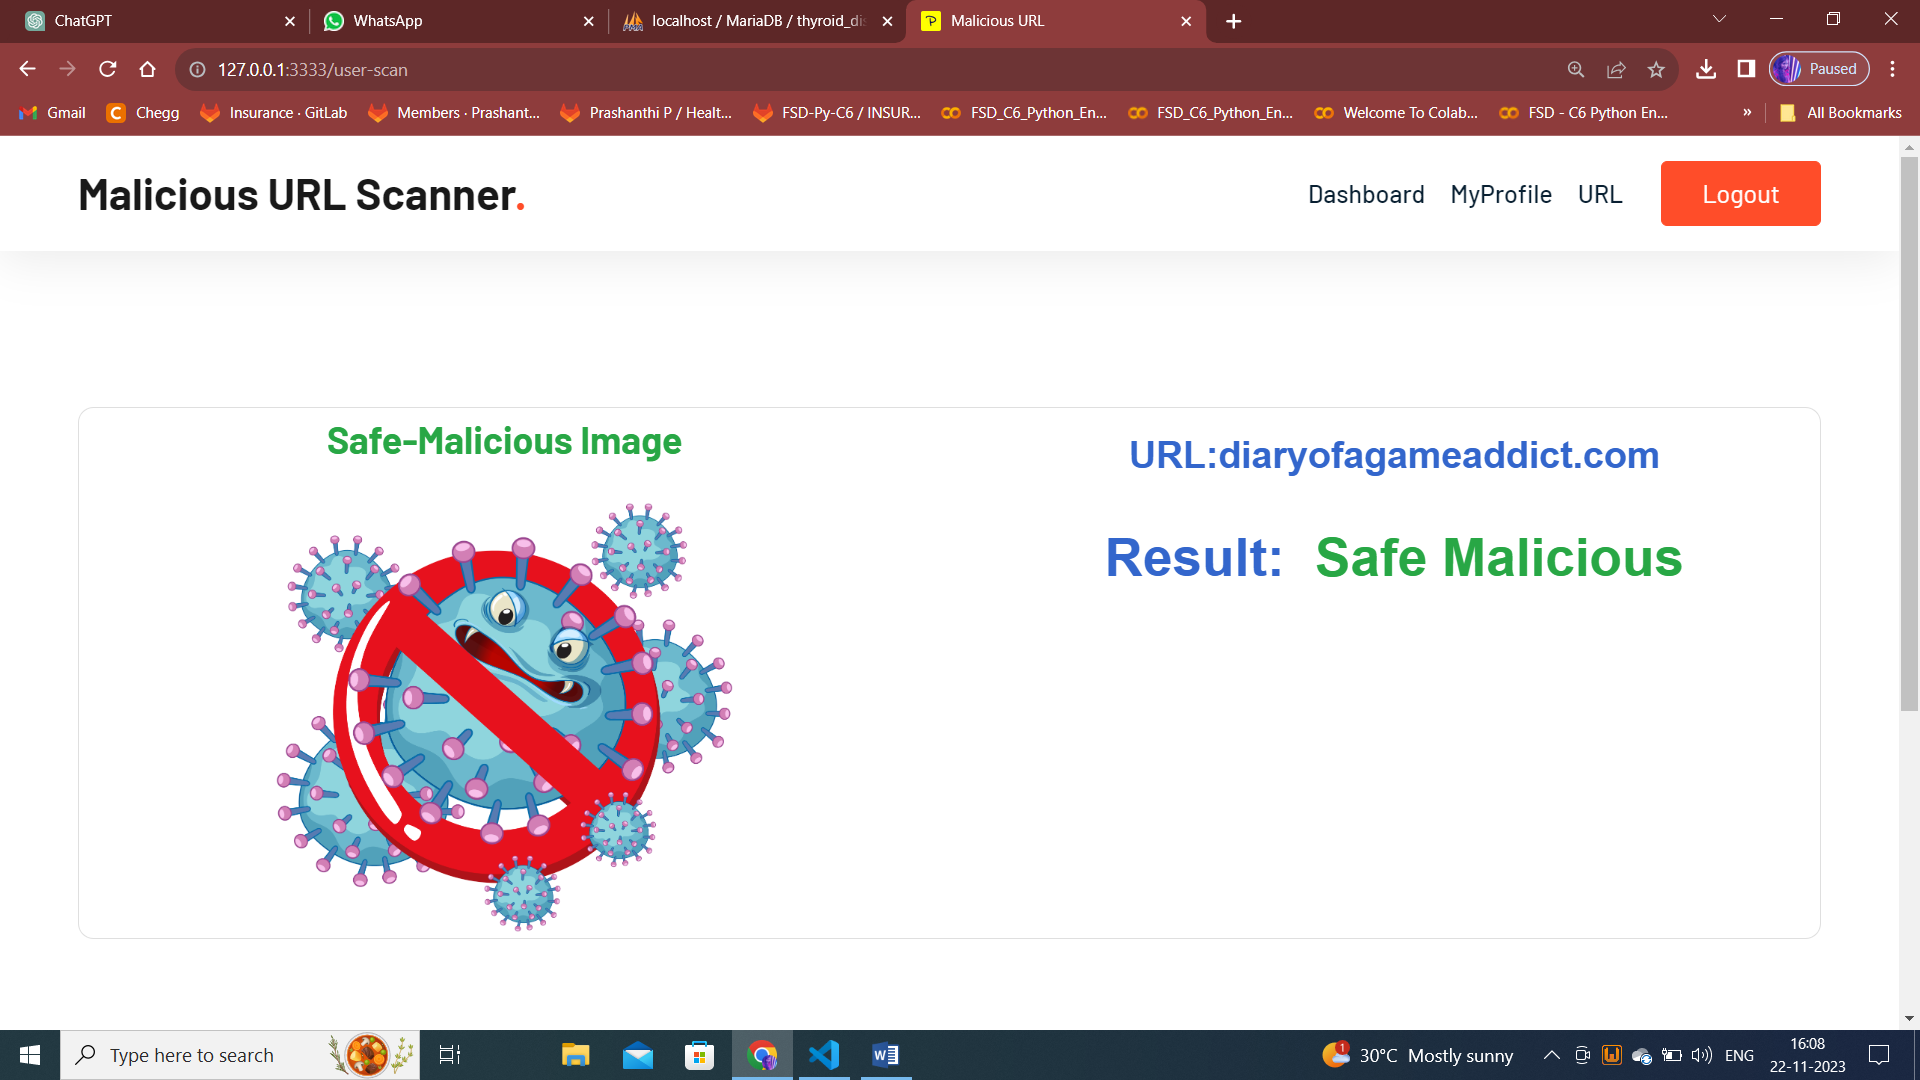 ChatGPT
WhatsApp
localhost / MariaDB / thyroid_di
Malicious URL
127.0.0.1:3333/user-scan
Paused
Gmail
Chegg
Insurance · GitLab
Members · Prashant...
Prashanthi P / Healt...
FSD-Py-C6 / INSUR...
FSD_C6_Python_En...
FSD_C6_Python_En...
Welcome To Colab...
FSD - C6 Python En...
»
All Bookmarks
Malicious URL Scanner.
Dashboard
MyProfile
URL
Logout
Safe-Malicious Image
URL:diaryofagameaddict.com
Result: Safe Malicious
Type here to search
1
30°C Mostly sunny
ENG
16:08
22-11-2023